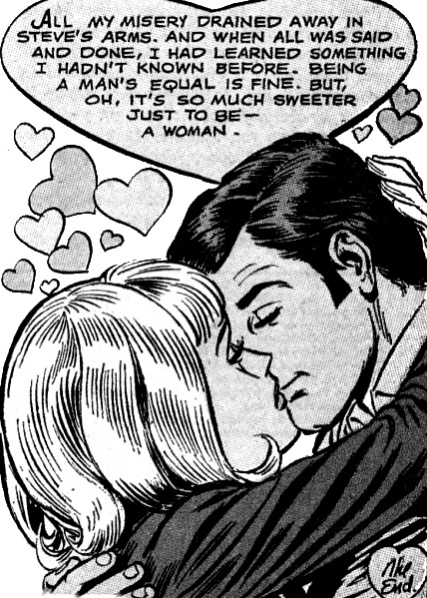 ALL MY MISERY DRAINED AWAY IN
STEVE'S ARMS. AND WHEN ALL WAS SAID
AND DONE, I HAD LEARNED SOMETHING
I HADN'T KNOWN BEFORE. BEING
A MAN'S EQUAL IS FINE. BUT,
OH, IT'S SO MUCH SWEETER
JUST TO BE—
A WOMAN.
The
End.